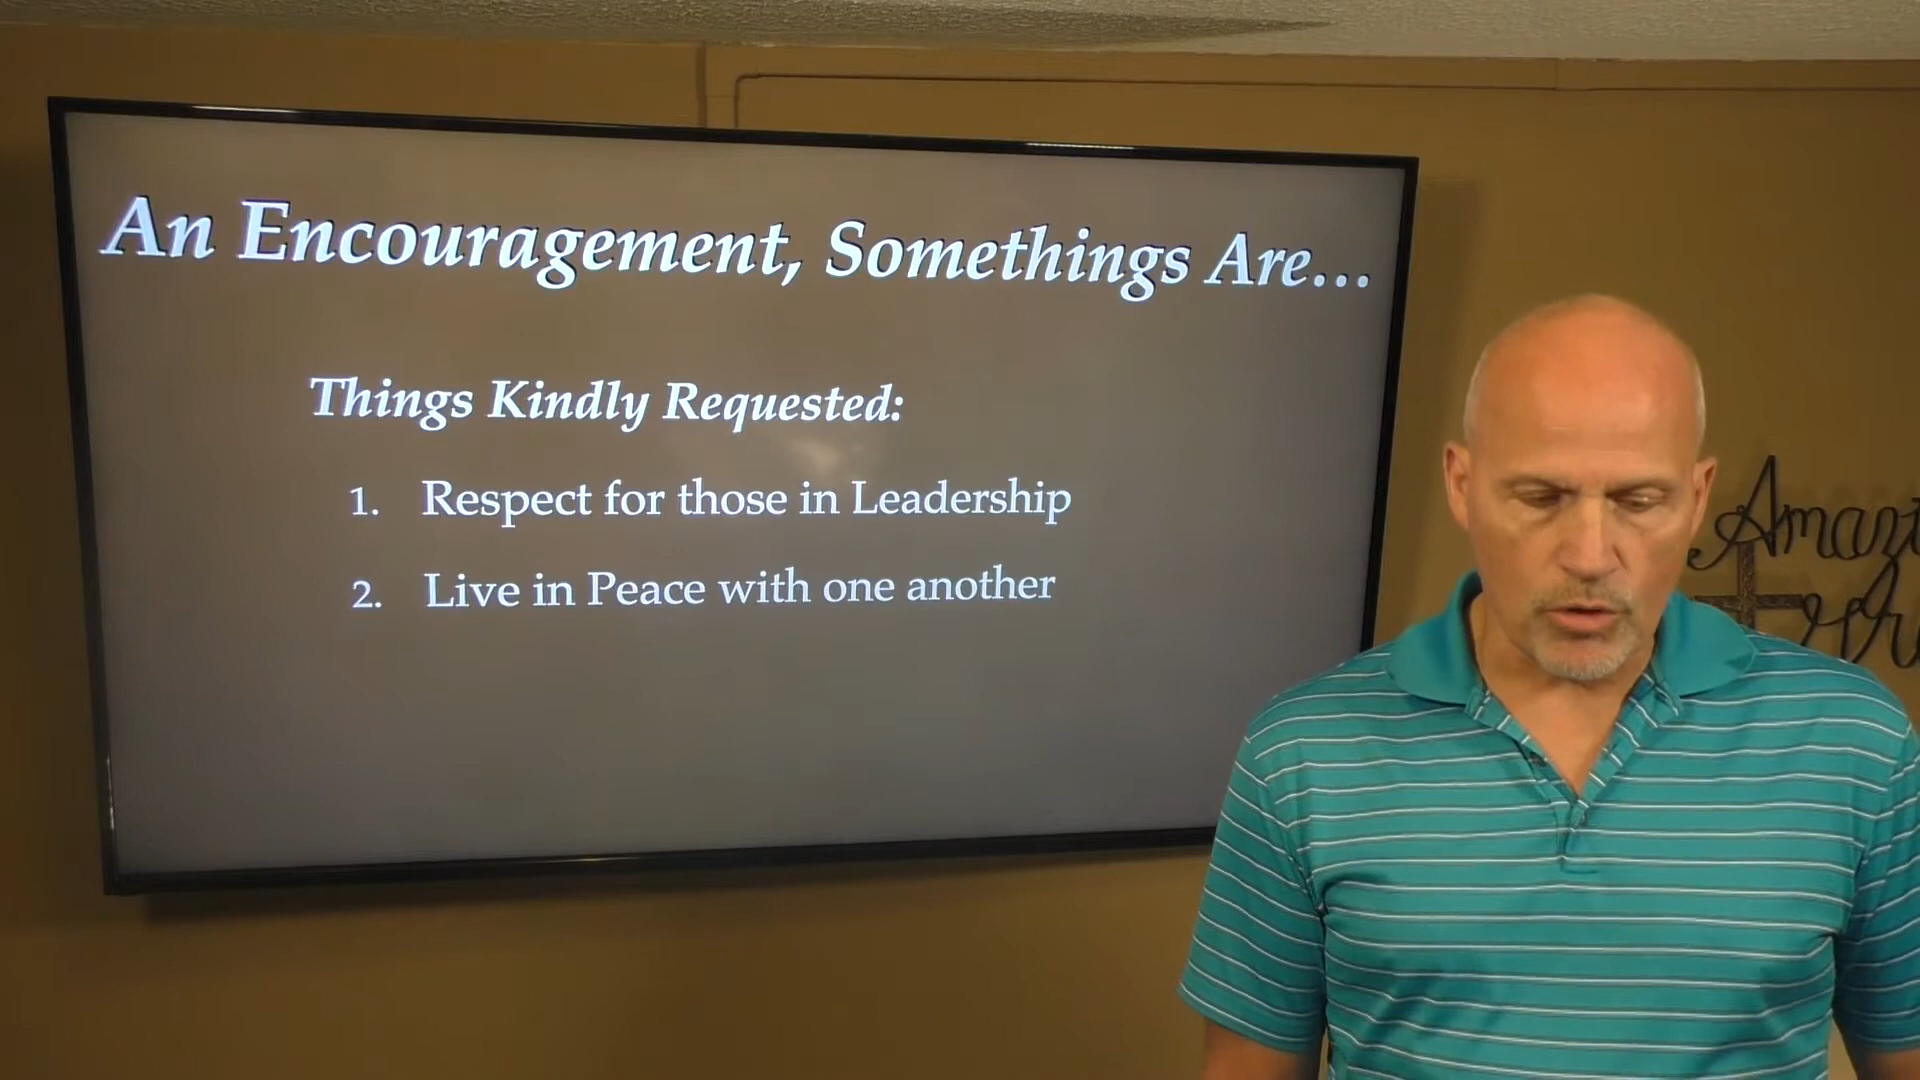 An Encouragement, Somethings Are...
Things Kindly Requested:
1. Respect for those in Leadership
2. Live in Peace with one another